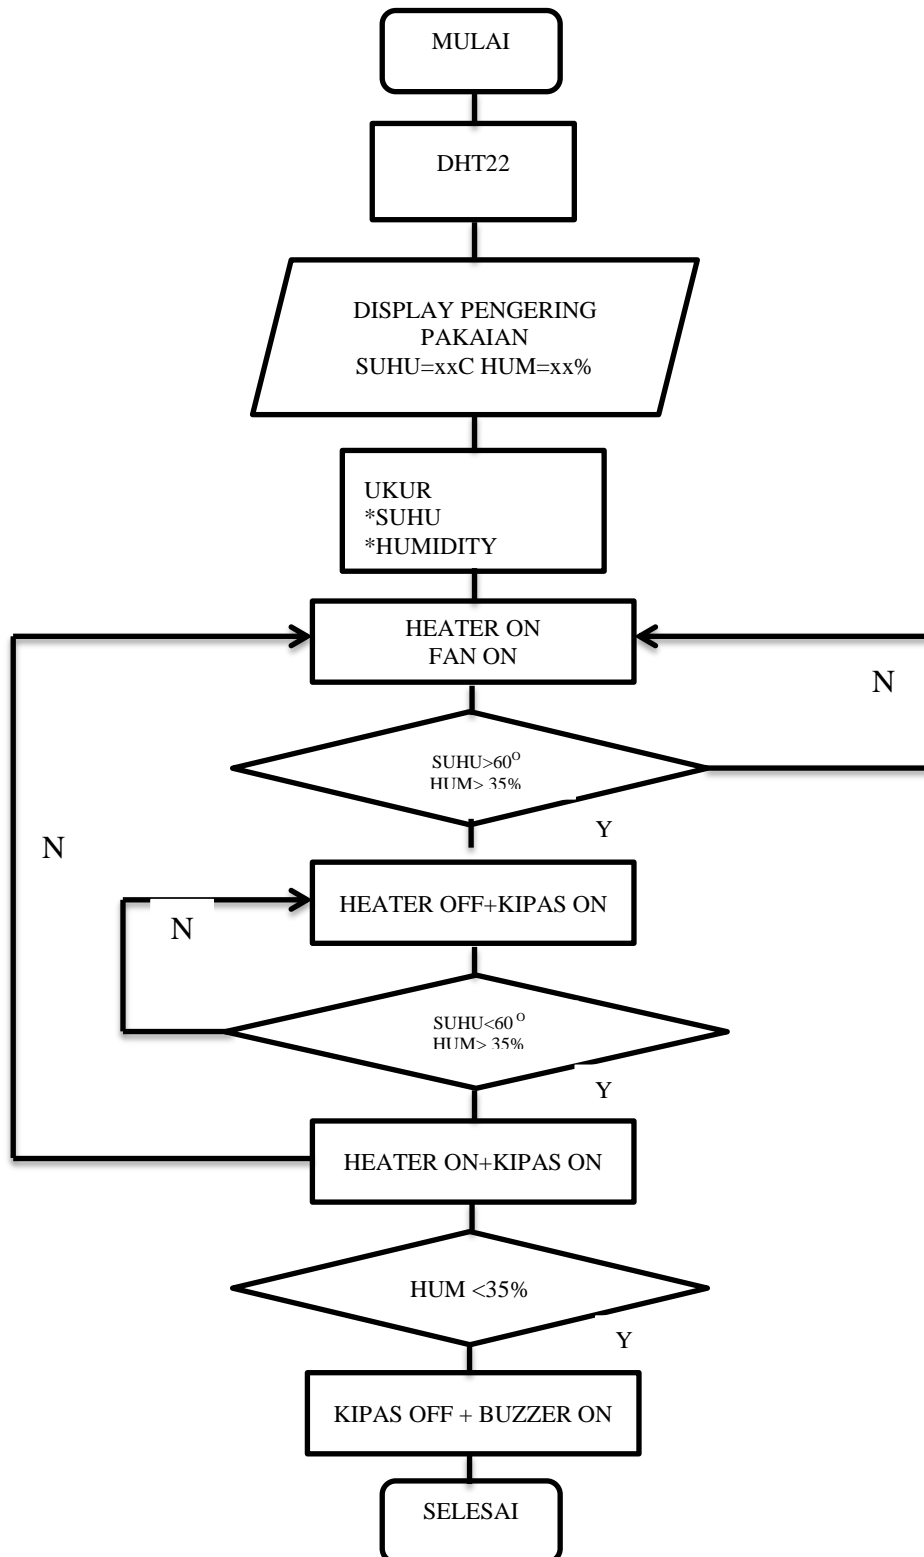 MULAI
DHT22
DISPLAY PENGERING
PAKAIAN
SUHU=xxC HUM=xx%
UKUR
*SUHU
*HUMIDITY
HEATER ON
FAN ON
N
SUHU>60O
HUM> 35%
Y
N
HEATER OFF+KIPAS ON
N
SUHU<60 O
HUM> 35%
Y
HEATER ON+KIPAS ON
HUM <35%
Y
KIPAS OFF + BUZZER ON
SELESAI